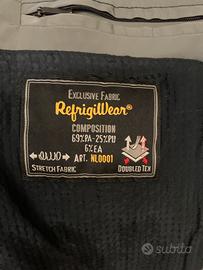 Exclusive Fabric
RefrigiWear®
COMPOSITION
69%PA-25%PU
6%EA
ART. NL0001
STRETCH FABRIC
DOUBLED TEX
subito